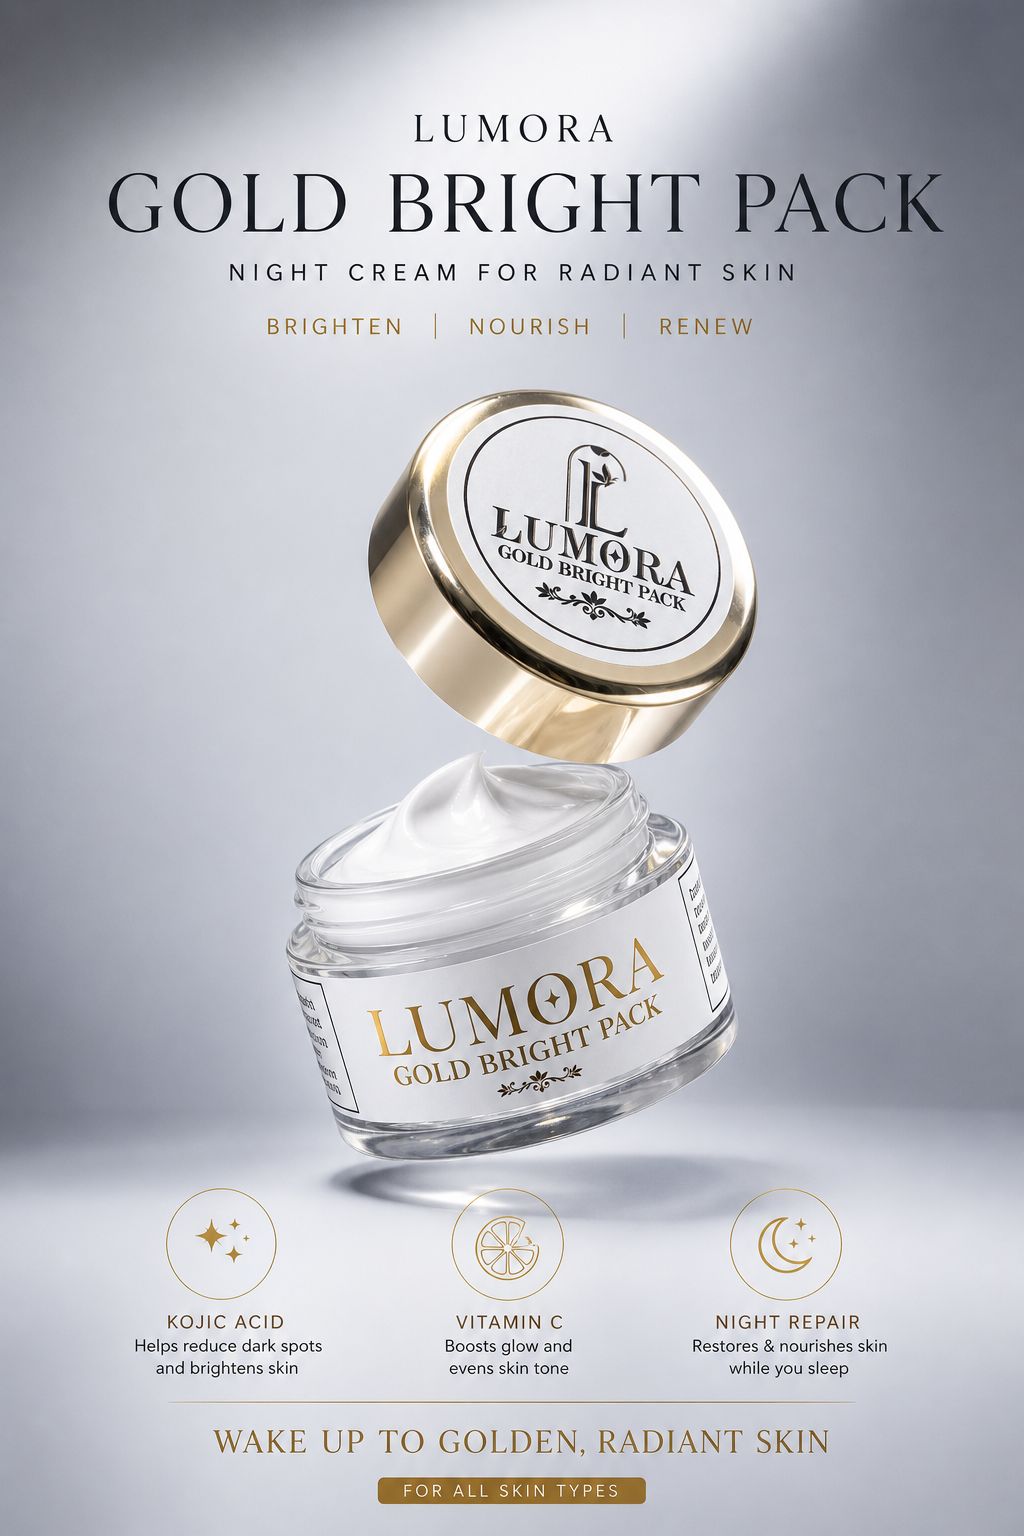 LUMORA
GOLD BRIGHT PACK
NIGHT CREAM FOR RADIANT SKIN
BRIGHTEN | NOURISH | RENEW
L
LUMORA
GOLD BRIGHT PACK
LUMORA
GOLD BRIGHT PACK
KOJIC ACID
Helps reduce dark spots
and brightens skin
VITAMIN C
Boosts glow and
evens skin tone
NIGHT REPAIR
Restores & nourishes skin
while you sleep
WAKE UP TO GOLDEN, RADIANT SKIN
FOR ALL SKIN TYPES